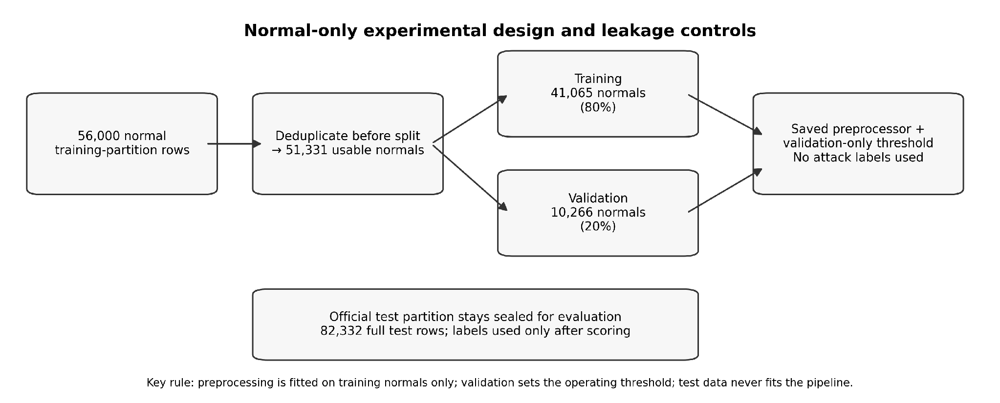 Normal-only experimental design and leakage controls
56,000 normal
training-partition rows
Deduplicate before split
→ 51,331 usable normals
Training
41,065 normals
(80%)
Validation
10,266 normals
(20%)
Saved preprocessor +
validation-only threshold
No attack labels used
Official test partition stays sealed for evaluation
82,332 full test rows; labels used only after scoring
Key rule: preprocessing is fitted on training normals only; validation sets the operating threshold; test data never fits the pipeline.